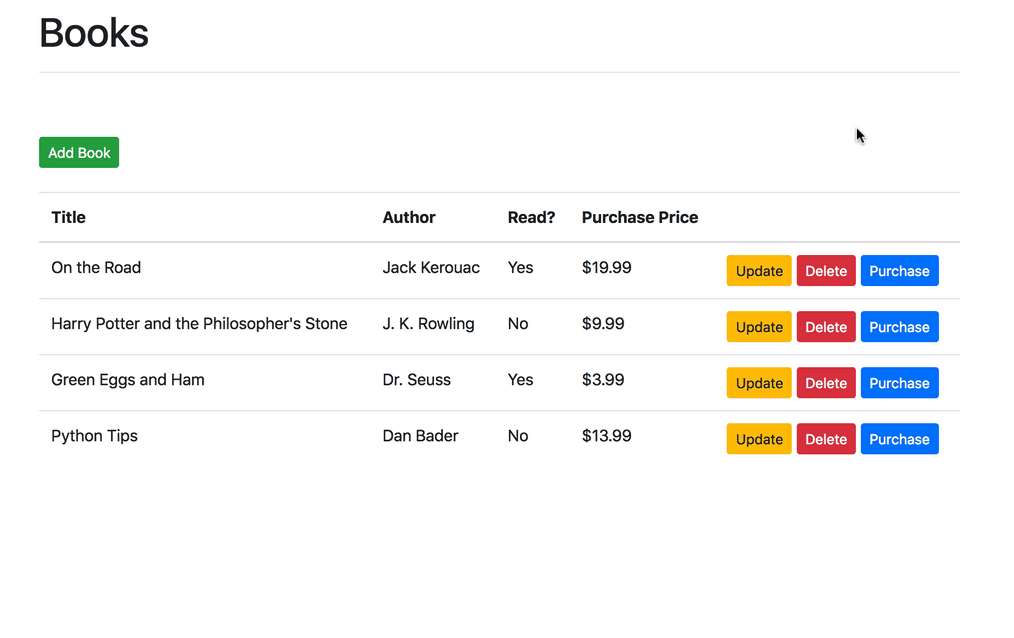 Books
Add Book
Title Author Read? Purchase Price
On the Road Jack Kerouac Yes $19.99 Update Delete Purchase
Harry Potter and the Philosopher's Stone J. K. Rowling No $9.99 Update Delete Purchase
Green Eggs and Ham Dr. Seuss Yes $3.99 Update Delete Purchase
Python Tips Dan Bader No $13.99 Update Delete Purchase